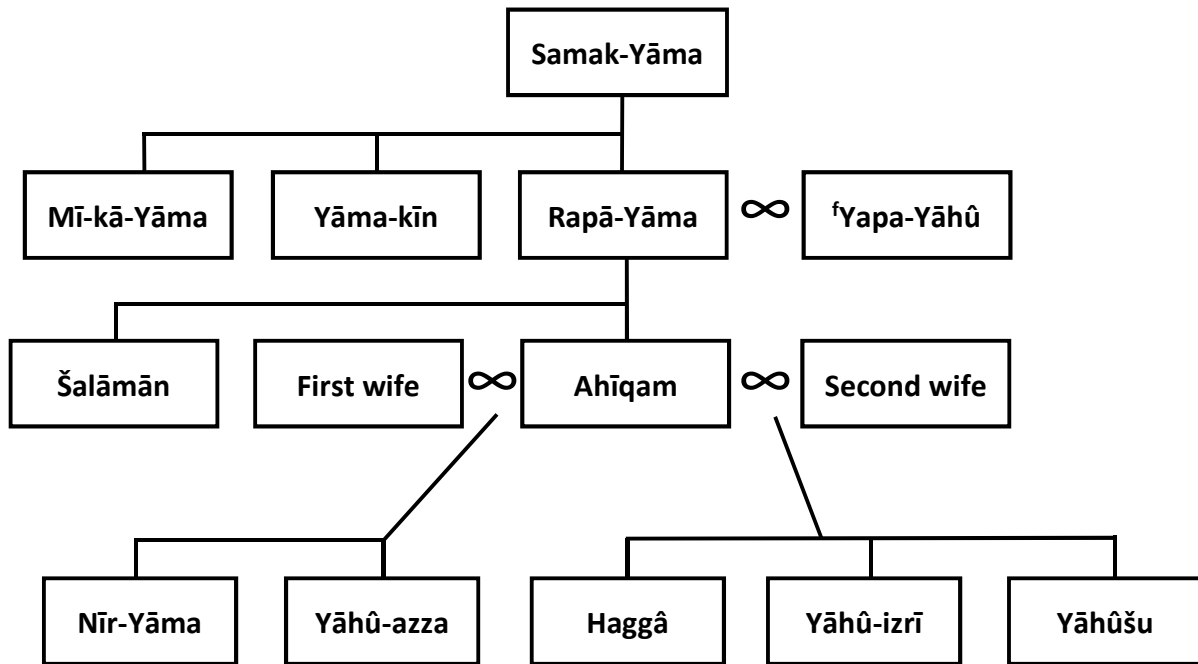 Samak-Yāma
Mī-kā-Yāma
Yāma-kīn
Rapā-Yāma
ᶠYapa-Yāhû
Šalāmān
First wife
Ahīqam
Second wife
Nīr-Yāma
Yāhû-azza
Haggâ
Yāhû-izrī
Yāhûšu